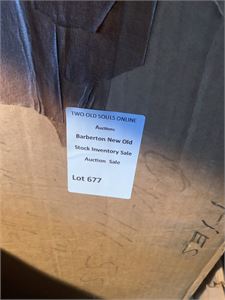 TWO OLD SOULS ONLINE
Auctions
Barberton New Old
Stock Inventory Sale
Auction Sale
Lot 677